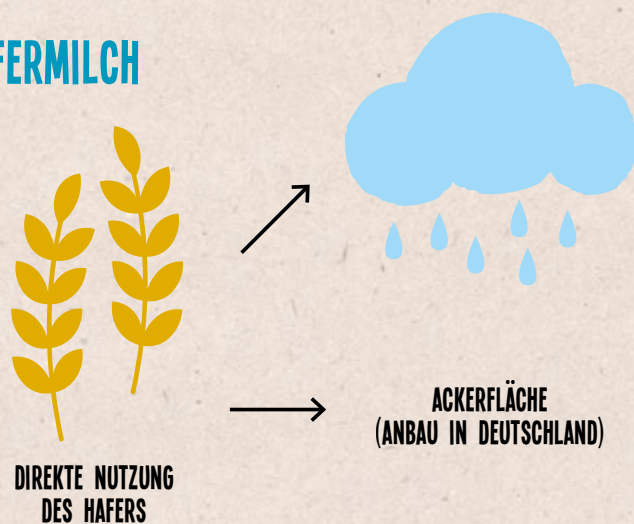 FERMILCH
ACKERFLÄCHE
(ANBAU IN DEUTSCHLAND)
DIREKTE NUTZUNG
DES HAFERS